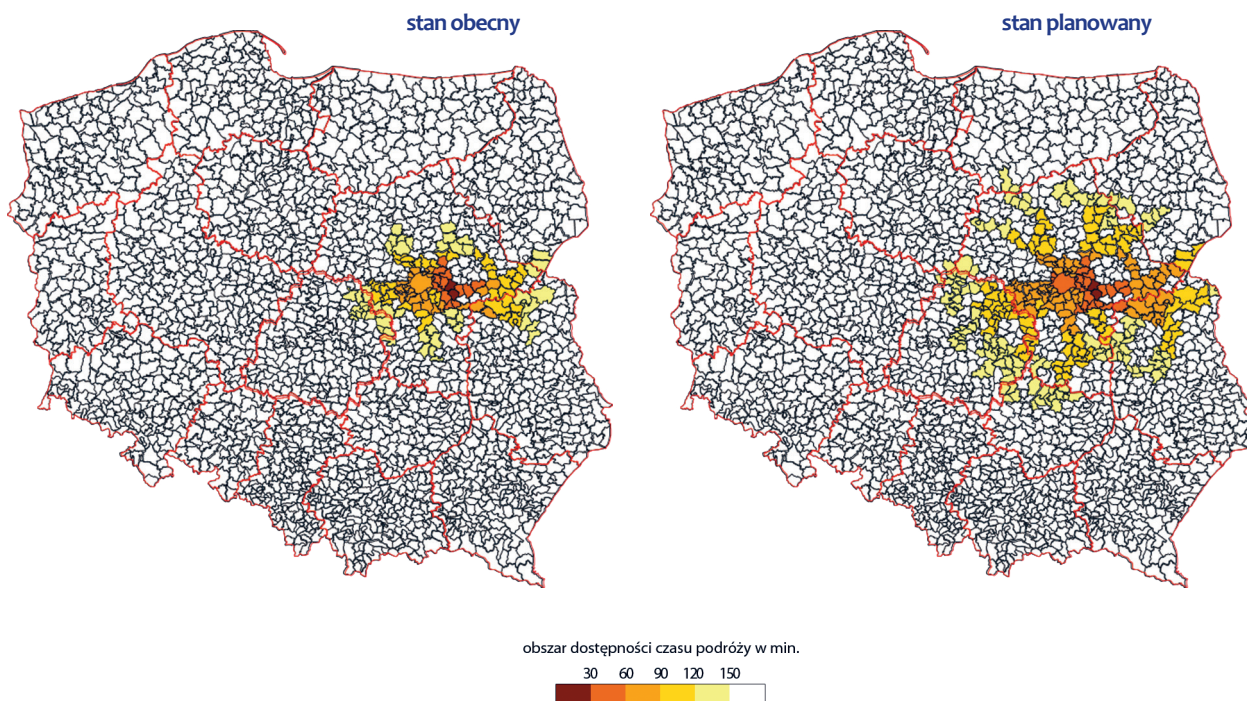 stan obecny
stan planowany
obszar dostępności czasu podróży w min.
30 60 90 120 150